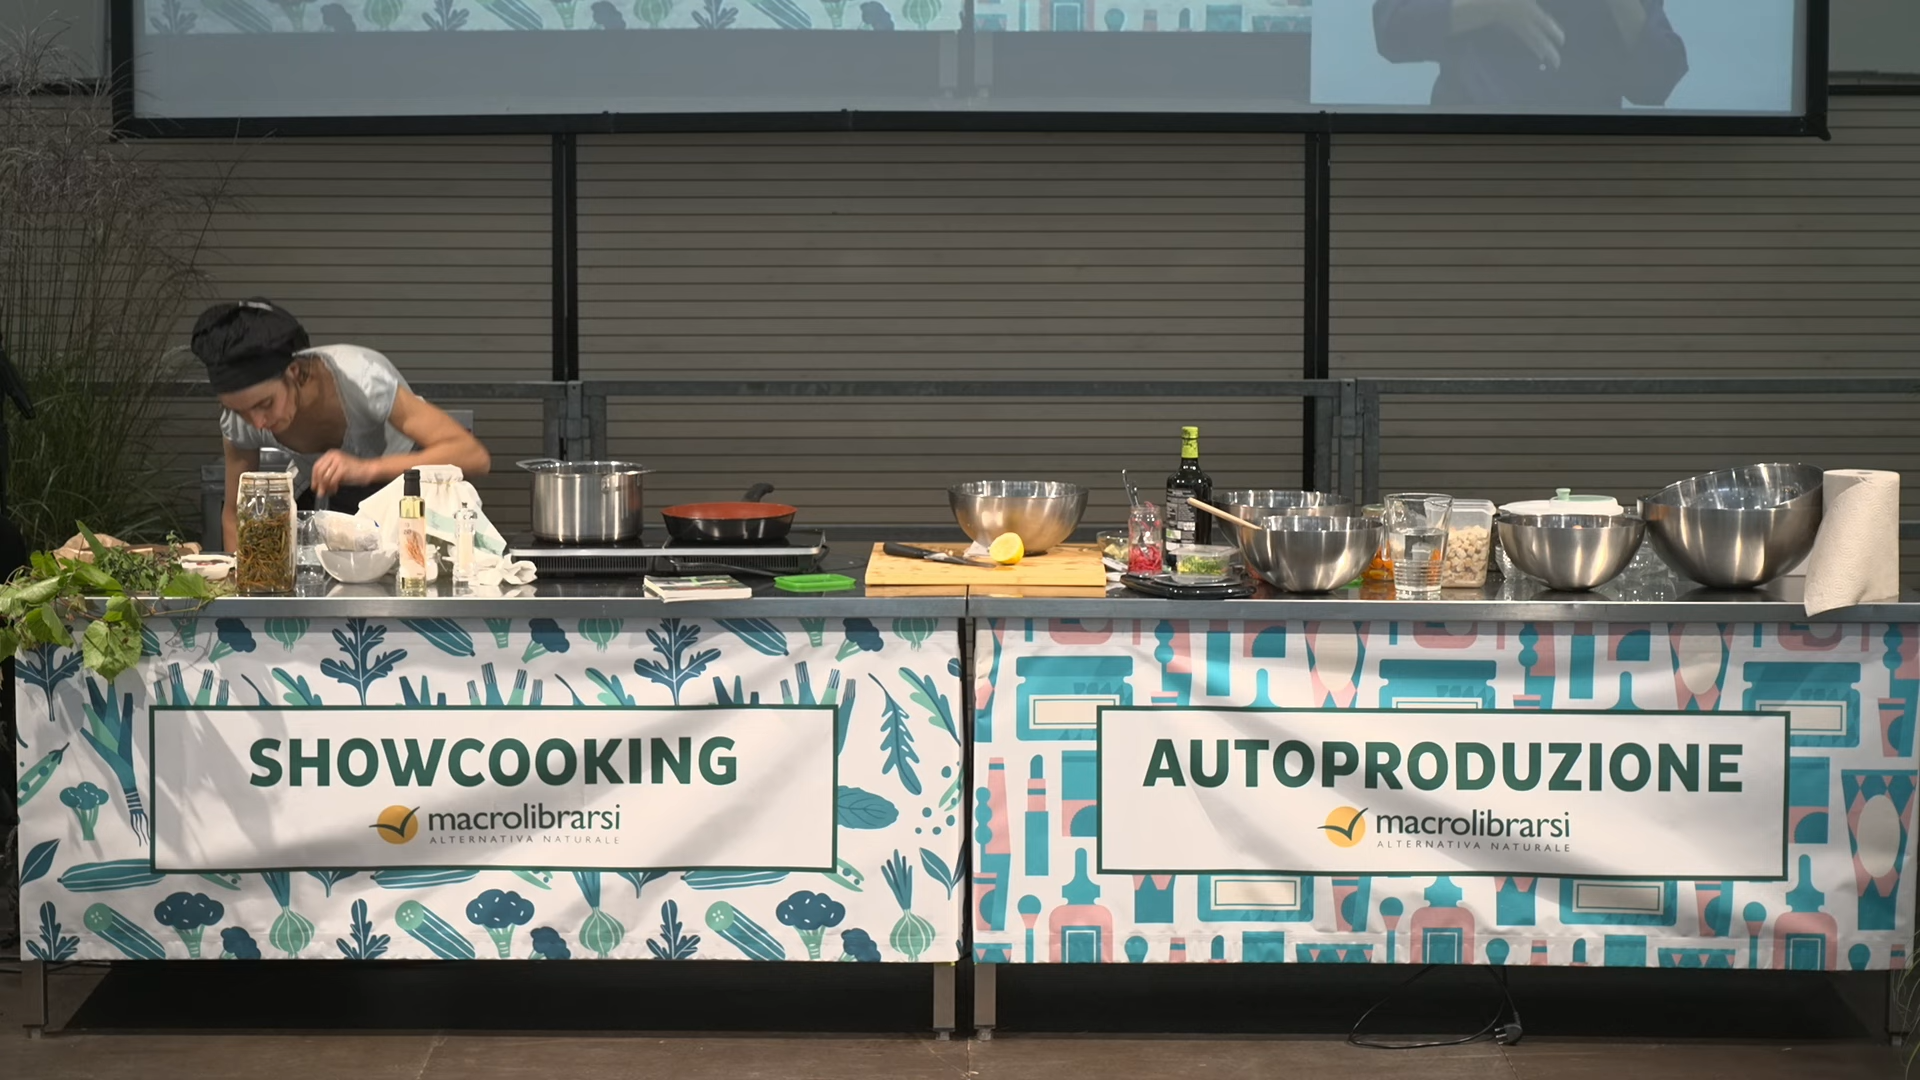 SHOWCOOKING
macrolibrarsi
ALTERNATIVA NATURALE
AUTOPRODUZIONE
macrolibrarsi
ALTERNATIVA NATURALE